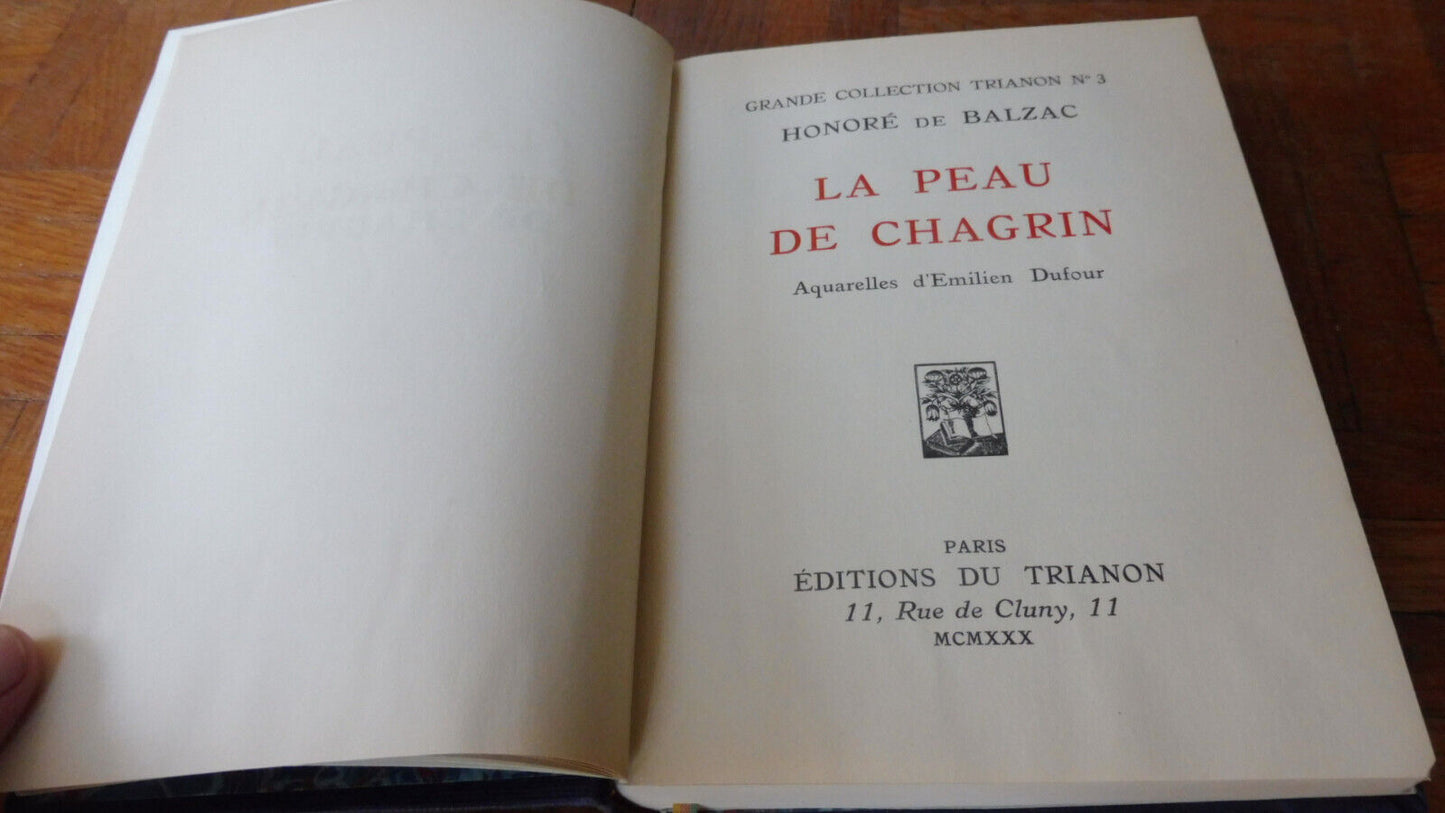 GRANDE COLLECTION TRIANON Nº 3
HONORÉ DE BALZAC
LA PEAU
DE CHAGRIN
Aquarelles d'Emilien Dufour
PARIS
ÉDITIONS DU TRIANON
11, Rue de Cluny, 11
MCMXXX